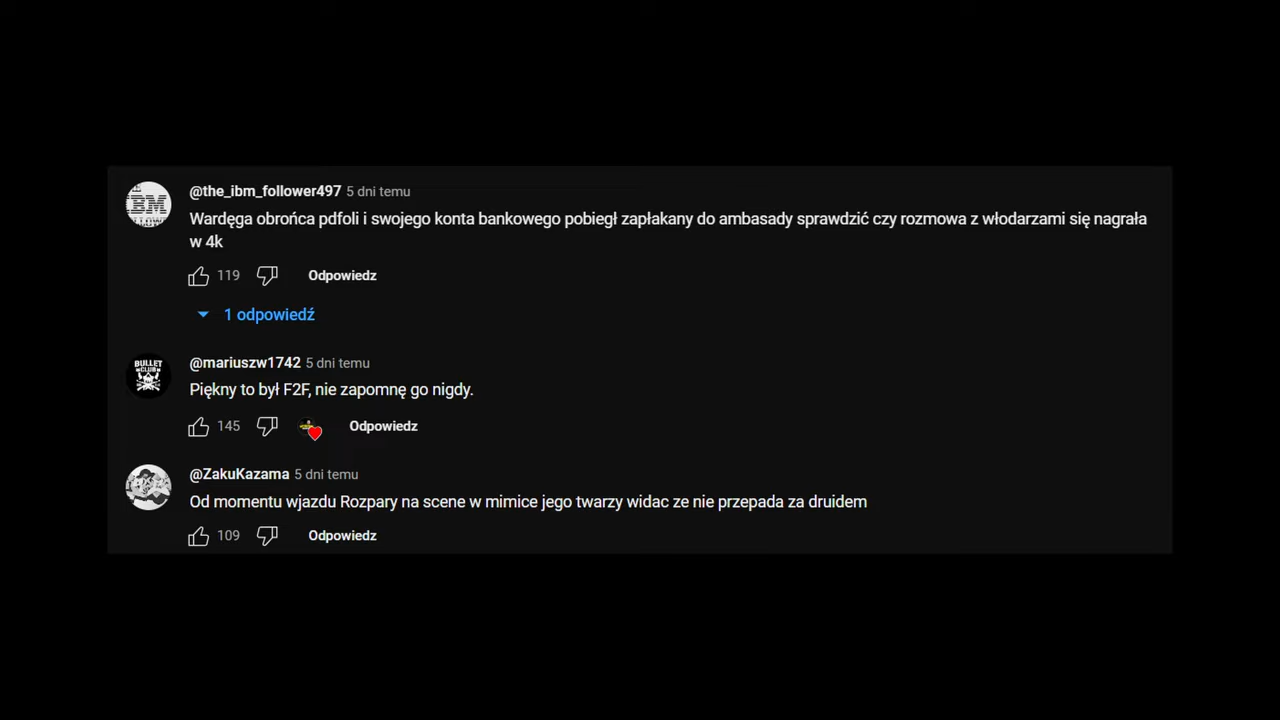 @the_ibm_follower497 5 dni temu
Wardęga obrońca pdfoli i swojego konta bankowego pobiegł zapłakany do ambasady sprawdzić czy rozmowa z włodarzami się nagrała
w 4k
119 Odpowiedz
1 odpowiedź
BULLET
CLUB
@mariuszw1742 5 dni temu
Piękny to był F2F, nie zapomnę go nigdy.
145 Odpowiedz
@ZakuKazama 5 dni temu
Od momentu wjazdu Rozpary na scene w mimice jego twarzy widac ze nie przepada za druidem
109 Odpowiedz